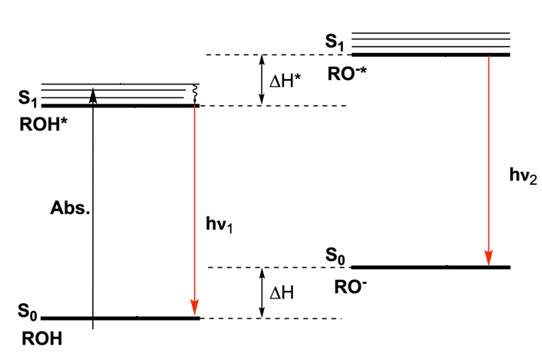 S₁
RO⁻*
ΔH*
S₁
ROH*
Abs.
hν₁
hν₂
S₀
RO⁻
ΔH
S₀
ROH